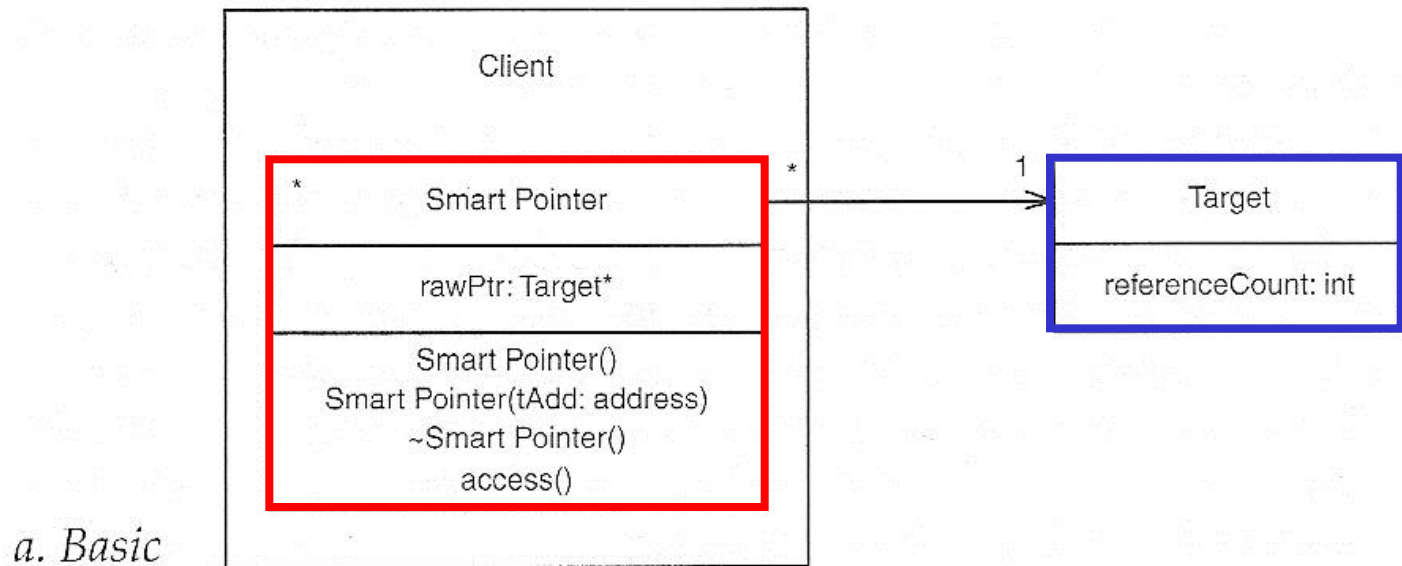 Client
*
Smart Pointer
rawPtr: Target*
Smart Pointer()
Smart Pointer(tAdd: address)
~Smart Pointer()
access()
*
1
Target
referenceCount: int
a. Basic